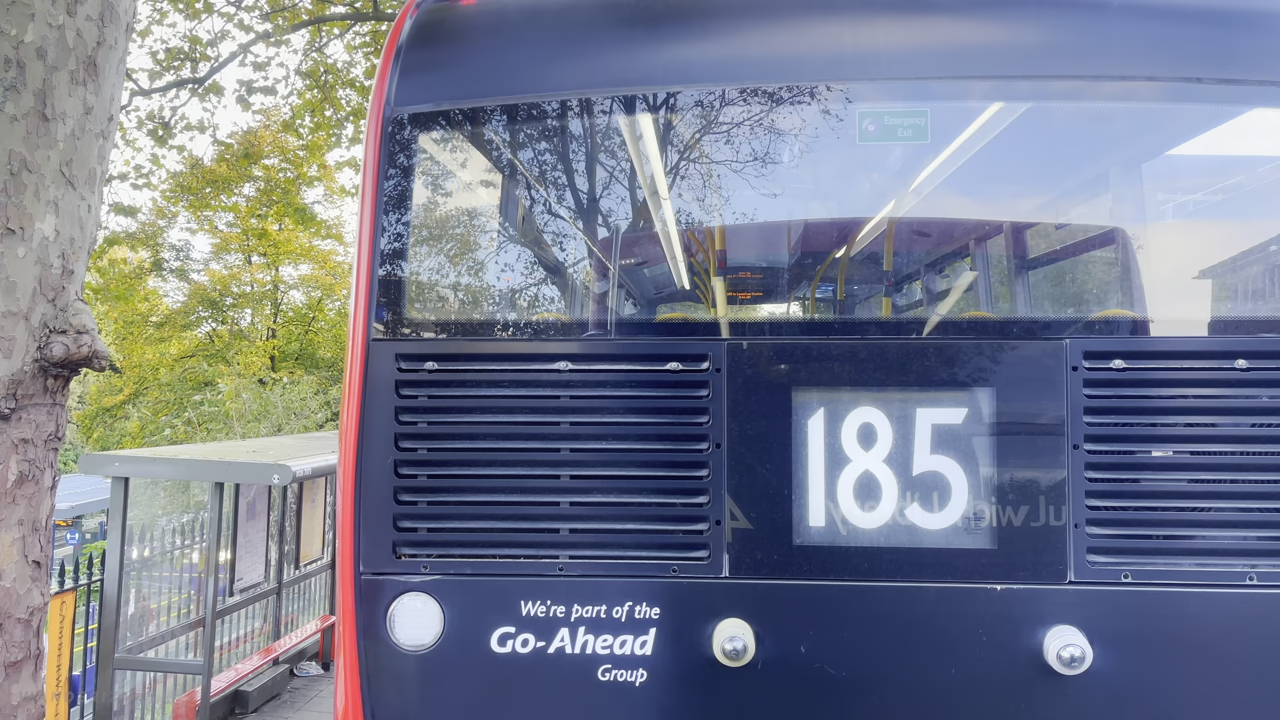 Emergency
Exit
185
We're part of the
Go-Ahead
Group